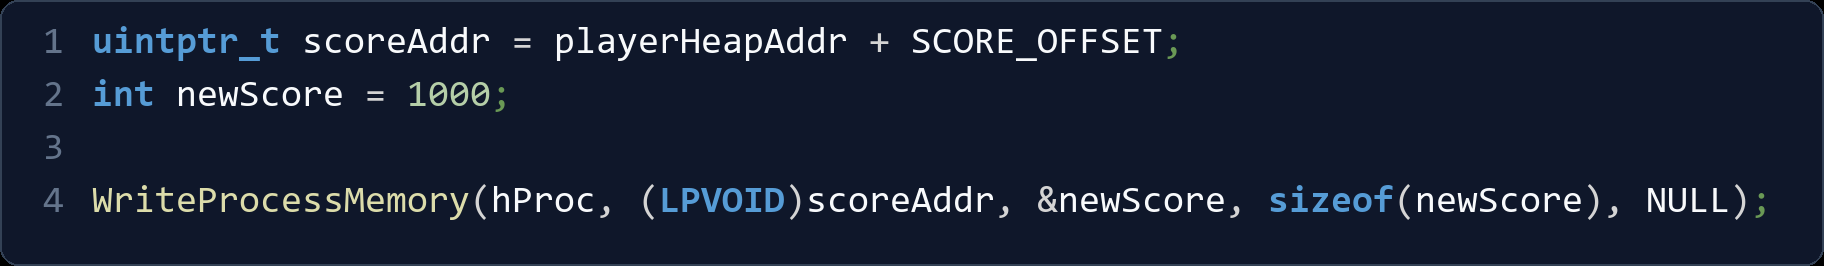 1 uintptr_t scoreAddr = playerHeapAddr + SCORE_OFFSET;
2 int newScore = 1000;
3
4 WriteProcessMemory(hProc, (LPVOID)scoreAddr, &newScore, sizeof(newScore), NULL);